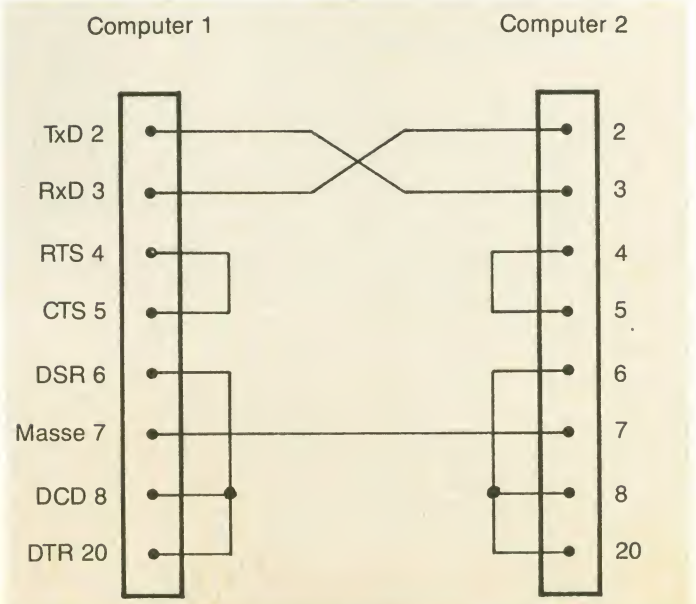 Computer 1 Computer 2
TxD 2 2
RxD 3 3
RTS 4 4
CTS 5 5
DSR 6 6
Masse 7 7
DCD 8 8
DTR 20 20